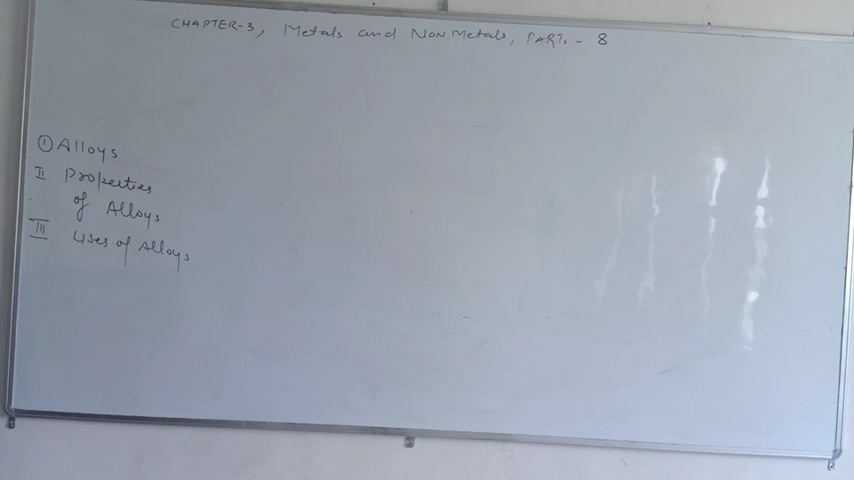 CHAPTER-3, Metals and Non Metals, PART - 8
① Alloys
II Properties
of Alloys
III Uses of Alloys